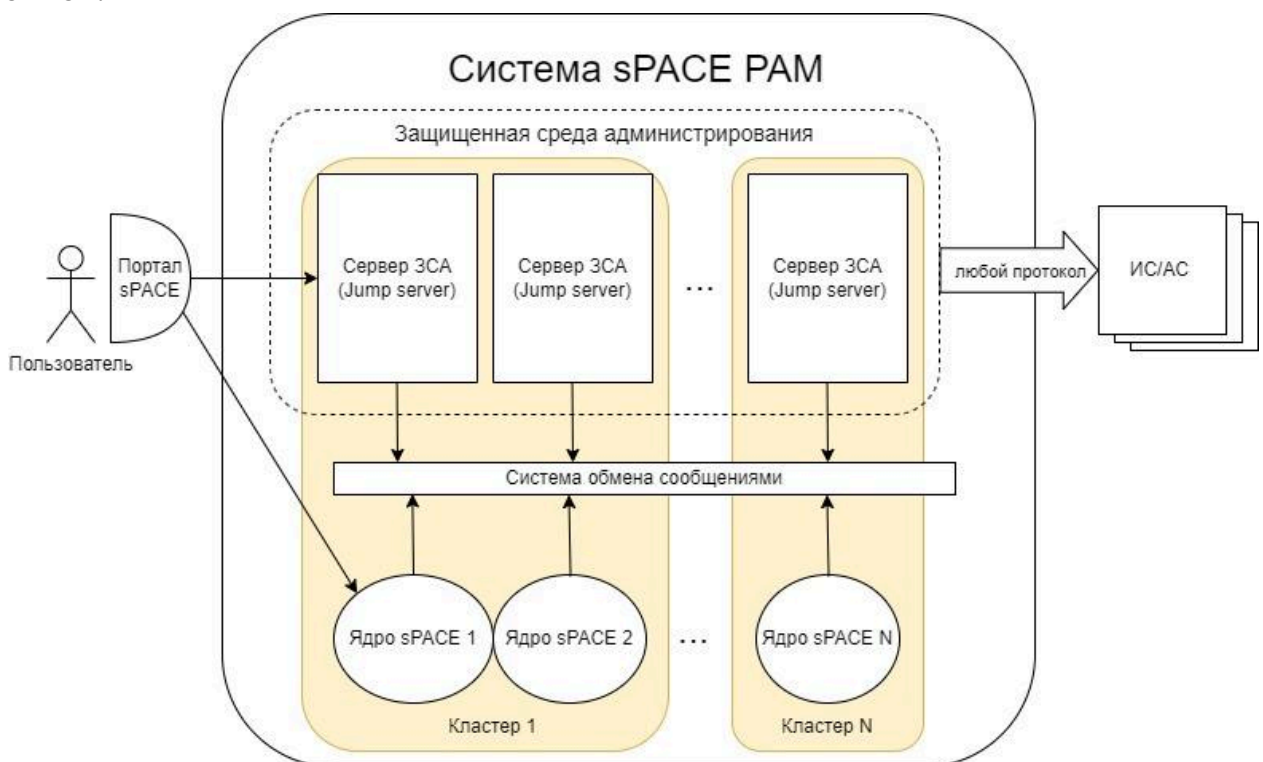 Система sPACE PAM
Защищенная среда администрирования
Портал
sPACE
Пользователь
Сервер ЗСА
(Jump server)
Сервер ЗСА
(Jump server)
...
Сервер ЗСА
(Jump server)
любой протокол
ИС/АС
Система обмена сообщениями
Ядро sPACE 1
Ядро sPACE 2
...
Ядро sPACE N
Кластер 1
Кластер N